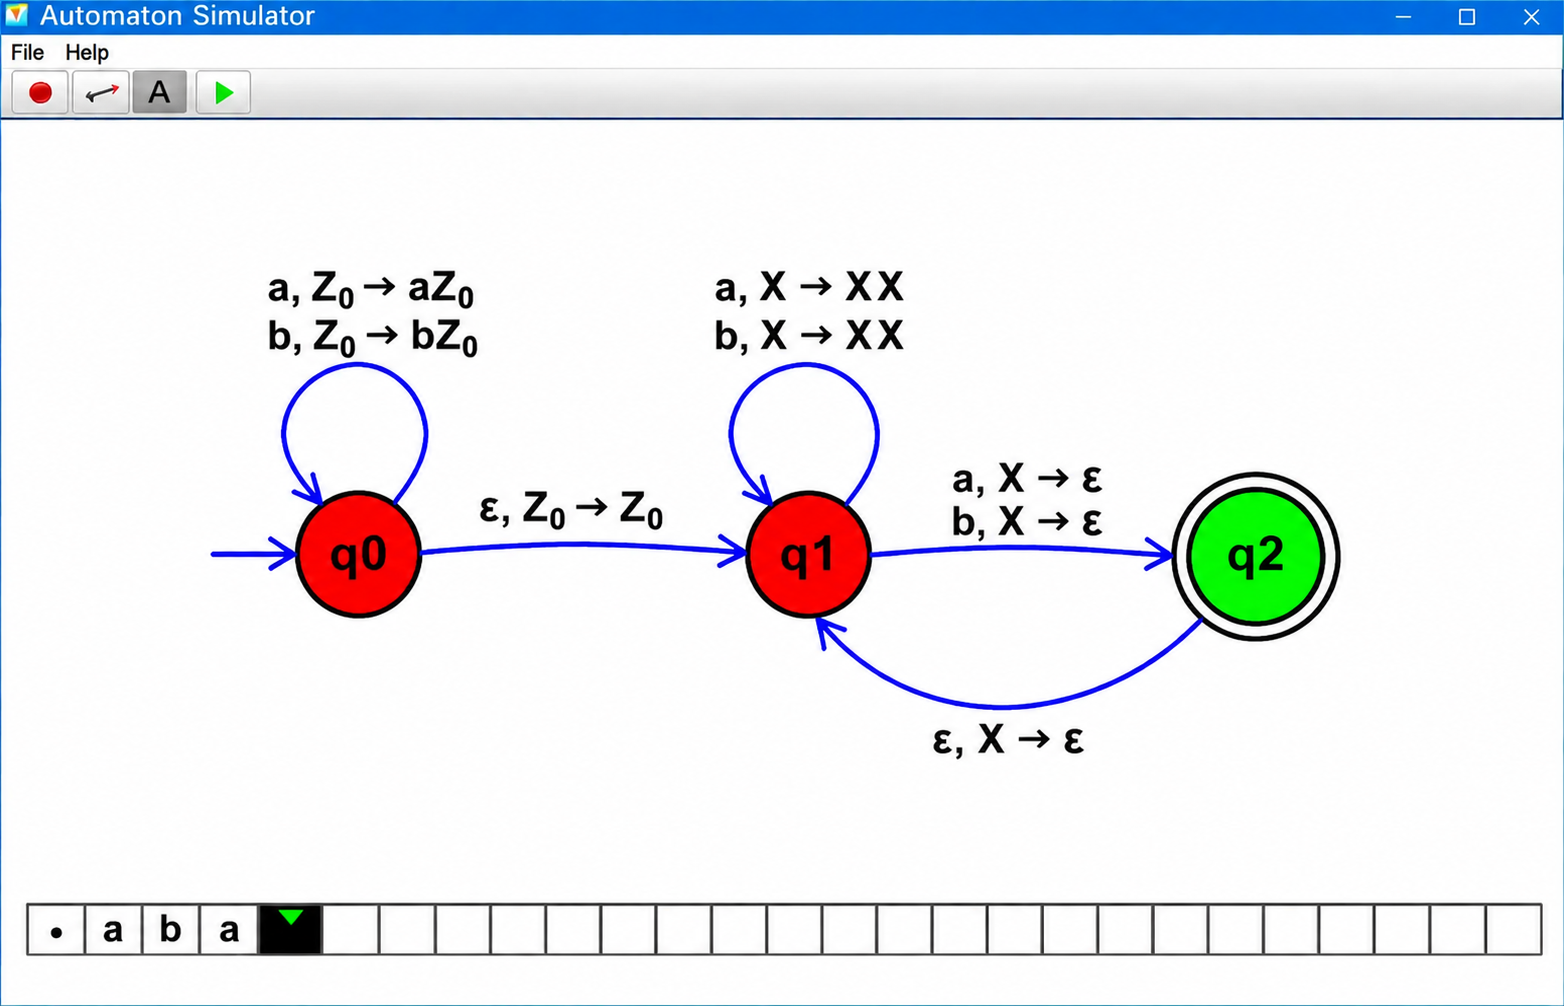 Automaton Simulator
File Help
A
a, Z₀ → aZ₀
b, Z₀ → bZ₀
a, X → XX
b, X → XX
ε, Z₀ → Z₀
a, X → ε
b, X → ε
q0
q1
q2
ε, X → ε
• a b a